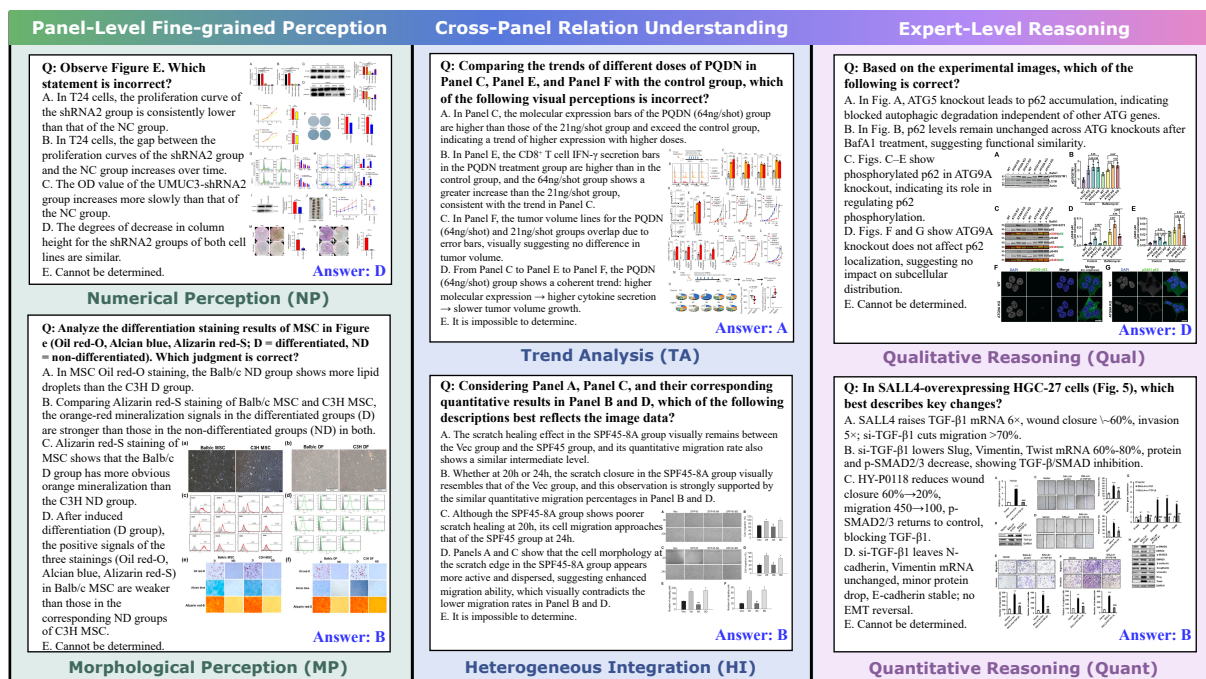 Panel-Level Fine-grained Perception
Q: Observe Figure E. Which
statement is incorrect?
A. In T24 cells, the proliferation curve of
the shRNA2 group is consistently lower
than that of the NC group.
B. In T24 cells, the gap between the
proliferation curves of the shRNA2 group
and the NC group increases over time.
C. The OD value of the UMUC3-shRNA2
group increases more slowly than that of
the NC group.
D. The degrees of decrease in column
height for the shRNA2 groups of both cell
lines are similar.
E. Cannot be determined.
Answer: D
Numerical Perception (NP)
Q: Analyze the differentiation staining results of MSC in Figure
e (Oil red-O, Alcian blue, Alizarin red-S; D = differentiated, ND
= non-differentiated). Which judgment is correct?
A. In MSC Oil red-O staining, the Balb/c ND group shows more lipid
droplets than the C3H D group.
B. Comparing Alizarin red-S staining of Balb/c MSC and C3H MSC,
the orange-red mineralization signals in the differentiated groups (D)
are stronger than those in the non-differentiated groups (ND) in both.
C. Alizarin red-S staining of
MSC shows that the Balb/c
D group has more obvious
orange mineralization than
the C3H ND group.
D. After induced
differentiation (D group),
the positive signals of the
three stainings (Oil red-O,
Alcian blue, Alizarin red-S)
in Balb/c MSC are weaker
than those in the
corresponding ND groups
of C3H MSC.
E. Cannot be determined.
(a) Balb/c MSC C3H MSC
(b) Balb/c DF C3H DF
(c)
(d)
(e)
(f)
Answer: B
Morphological Perception (MP)
Cross-Panel Relation Understanding
Q: Comparing the trends of different doses of PQDN in
Panel C, Panel E, and Panel F with the control group, which
of the following visual perceptions is incorrect?
A. In Panel C, the molecular expression bars of the PQDN (64ng/shot) group
are higher than those of the 21ng/shot group and exceed the control group,
indicating a trend of higher expression with higher doses.
B. In Panel E, the CD8⁺ T cell IFN-γ secretion bars
in the PQDN treatment group are higher than in the
control group, and the 64ng/shot group shows a
greater increase than the 21ng/shot group,
consistent with the trend in Panel C.
C. In Panel F, the tumor volume lines for the PQDN
(64ng/shot) and 21ng/shot groups overlap due to
error bars, visually suggesting no difference in
tumor volume.
D. From Panel C to Panel E to Panel F, the PQDN
(64ng/shot) group shows a coherent trend: higher
molecular expression → higher cytokine secretion
→ slower tumor volume growth.
E. It is impossible to determine.
Answer: A
Trend Analysis (TA)
Q: Considering Panel A, Panel C, and their corresponding
quantitative results in Panel B and D, which of the following
descriptions best reflects the image data?
A. The scratch healing effect in the SPF45-8A group visually remains between
the Vec group and the SPF45 group, and its quantitative migration rate also
shows a similar intermediate level.
B. Whether at 20h or 24h, the scratch closure in the SPF45-8A group visually
resembles that of the Vec group, and this observation is strongly supported by
the similar quantitative migration percentages in Panel B and D.
C. Although the SPF45-8A group shows poorer
scratch healing at 20h, its cell migration approaches
that of the SPF45 group at 24h.
D. Panels A and C show that the cell morphology at
the scratch edge in the SPF45-8A group appears
more active and dispersed, suggesting enhanced
migration ability, which visually contradicts the
lower migration rates in Panel B and D.
E. It is impossible to determine.
Answer: B
Heterogeneous Integration (HI)
Expert-Level Reasoning
Q: Based on the experimental images, which of the
following is correct?
A. In Fig. A, ATG5 knockout leads to p62 accumulation, indicating
blocked autophagic degradation independent of other ATG genes.
B. In Fig. B, p62 levels remain unchanged across ATG knockouts after
BafA1 treatment, suggesting functional similarity.
C. Figs. C–E show
phosphorylated p62 in ATG9A
knockout, indicating its role in
regulating p62
phosphorylation.
D. Figs. F and G show ATG9A
knockout does not affect p62
localization, suggesting no
impact on subcellular
distribution.
E. Cannot be determined.
A
B
C
D
E
F
G
DAPI
Merge
Answer: D
Qualitative Reasoning (Qual)
Q: In SALL4-overexpressing HGC-27 cells (Fig. 5), which
best describes key changes?
A. SALL4 raises TGF-β1 mRNA 6×, wound closure \~60%, invasion
5×; si-TGF-β1 cuts migration >70%.
B. si-TGF-β1 lowers Slug, Vimentin, Twist mRNA 60%-80%, protein
and p-SMAD2/3 decrease, showing TGF-β/SMAD inhibition.
C. HY-P0118 reduces wound
closure 60%→20%,
migration 450→100, p-
SMAD2/3 returns to control,
blocking TGF-β1.
D. si-TGF-β1 leaves N-
cadherin, Vimentin mRNA
unchanged, minor protein
drop, E-cadherin stable; no
EMT reversal.
E. Cannot be determined.
Answer: B
Quantitative Reasoning (Quant)